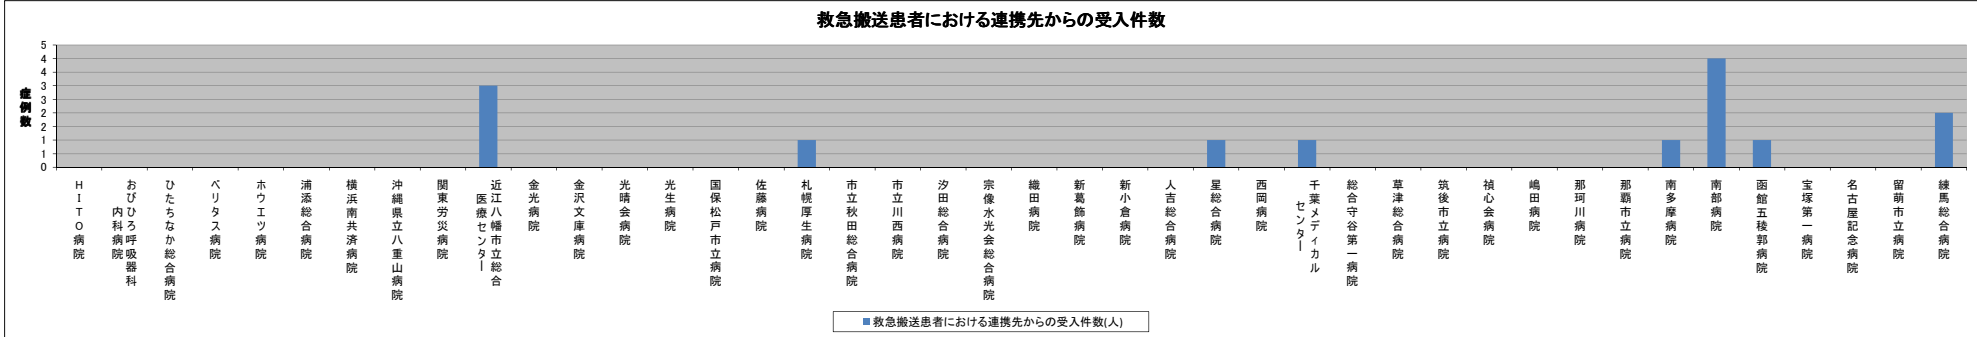 救急搬送患者における連携先からの受入件数
症例数
5
4
4
3
3
2
2
1
1
0
HITO病院
おびひろ呼吸器科
内科病院
ひたちなか総合病院
ベリタス病院
ホウエツ病院
浦添総合病院
横浜南共済病院
沖縄県立八重山病院
関東労災病院
近江八幡市立総合
医療センター
金光病院
金沢文庫病院
光晴会病院
光生病院
国保松戸市立病院
佐藤病院
札幌厚生病院
市立秋田総合病院
市立川西病院
汐田総合病院
宗像水光会総合病院
織田病院
新葛飾病院
新小倉病院
人吉総合病院
星総合病院
西岡病院
千葉メディカル
センター
総合守谷第一病院
草津総合病院
筑後市立病院
禎心会病院
嶋田病院
那珂川病院
那覇市立病院
南多摩病院
南部病院
函館五稜郭病院
宝塚第一病院
名古屋記念病院
留萌市立病院
練馬総合病院
救急搬送患者における連携先からの受入件数(人)